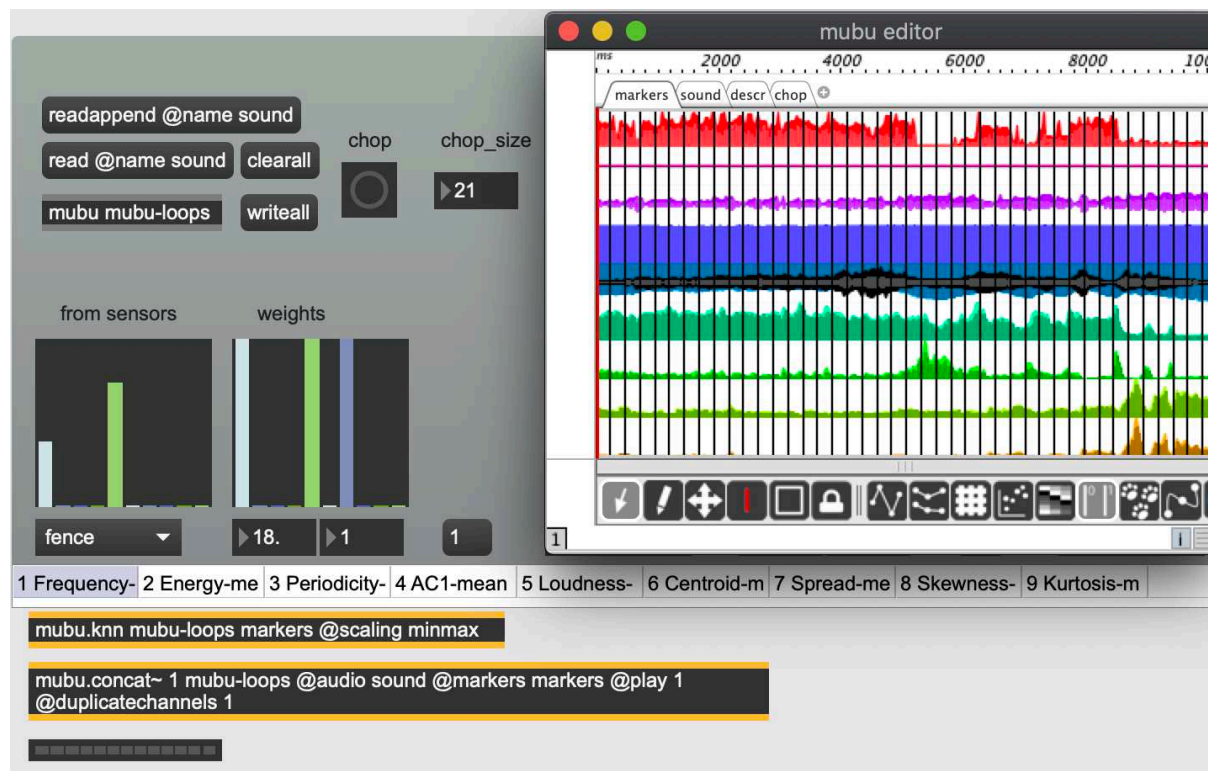 mubu editor
ms 2000 4000 6000 8000 100
markers sound descr chop
readappend @name sound
chop chop_size
read @name sound clearall
21
mubu mubu-loops writeall
from sensors weights
fence 18. 1 1
1
i
1 Frequency- 2 Energy-me 3 Periodicity- 4 AC1-mean 5 Loudness- 6 Centroid-m 7 Spread-me 8 Skewness- 9 Kurtosis-m
mubu.knn mubu-loops markers @scaling minmax
mubu.concat~ 1 mubu-loops @audio sound @markers markers @play 1
@duplicatechannels 1